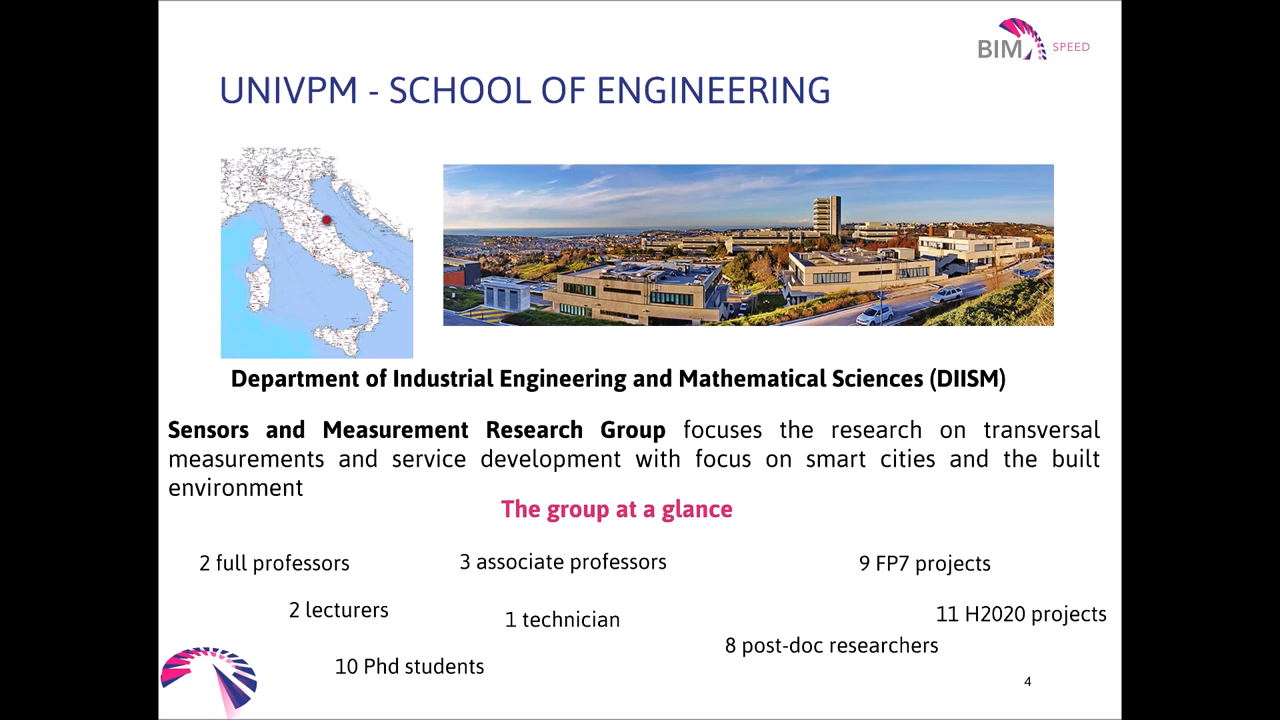 BIM SPEED
UNIVPM - SCHOOL OF ENGINEERING
Department of Industrial Engineering and Mathematical Sciences (DIISM)
Sensors and Measurement Research Group focuses the research on transversal
measurements and service development with focus on smart cities and the built
environment
The group at a glance
2 full professors
3 associate professors
9 FP7 projects
2 lecturers
1 technician
11 H2020 projects
8 post-doc researchers
10 Phd students
4